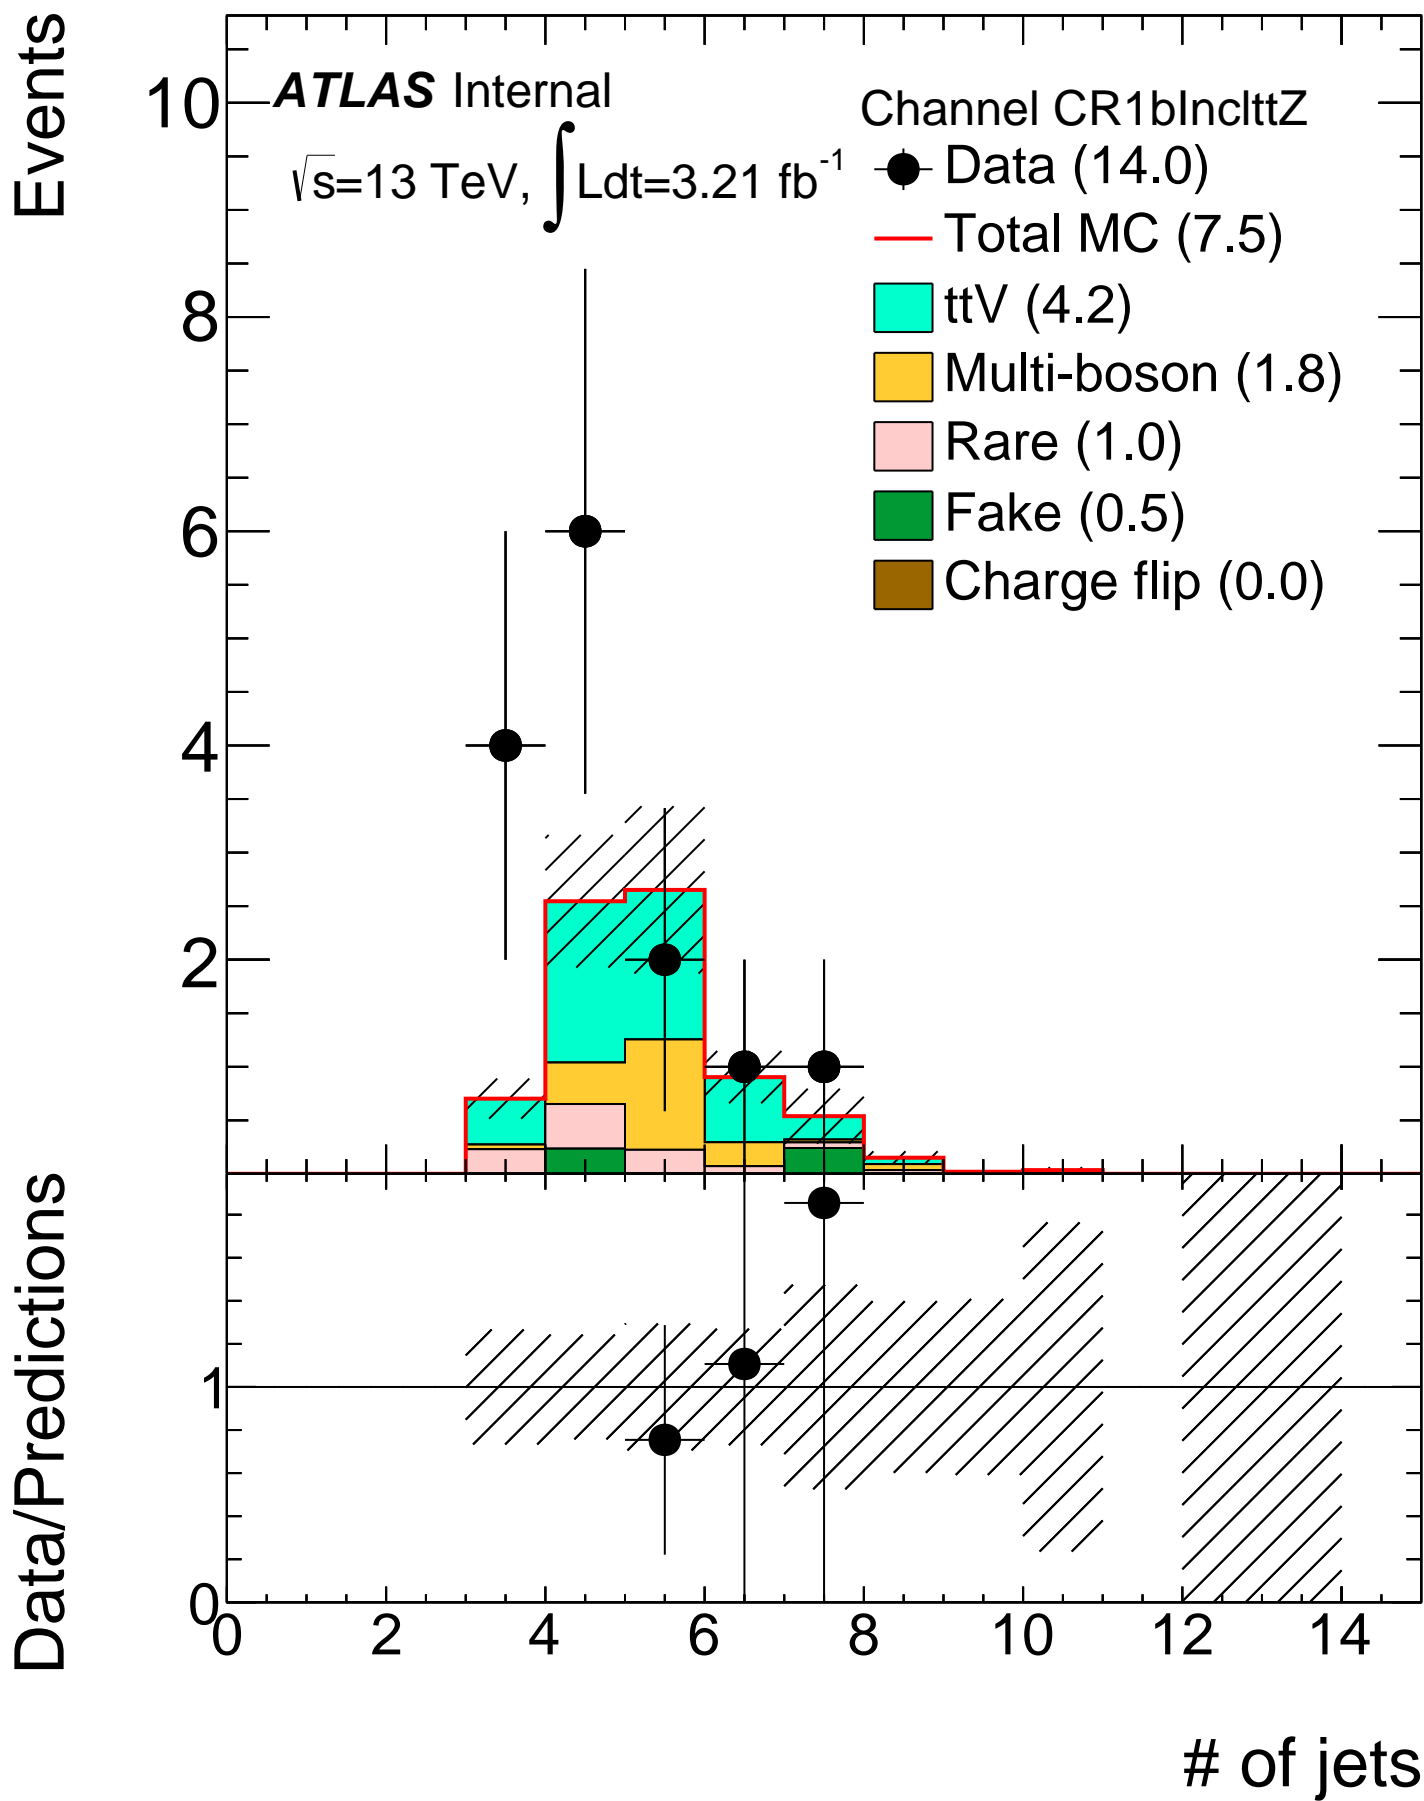 Events
10
8
6
4
2
ATLAS Internal
√s=13 TeV, ∫Ldt=3.21 fb⁻¹
Channel CR1bIncIttZ
Data (14.0)
Total MC (7.5)
ttV (4.2)
Multi-boson (1.8)
Rare (1.0)
Fake (0.5)
Charge flip (0.0)
Data/Predictions
1
0
0 2 4 6 8 10 12 14
# of jets